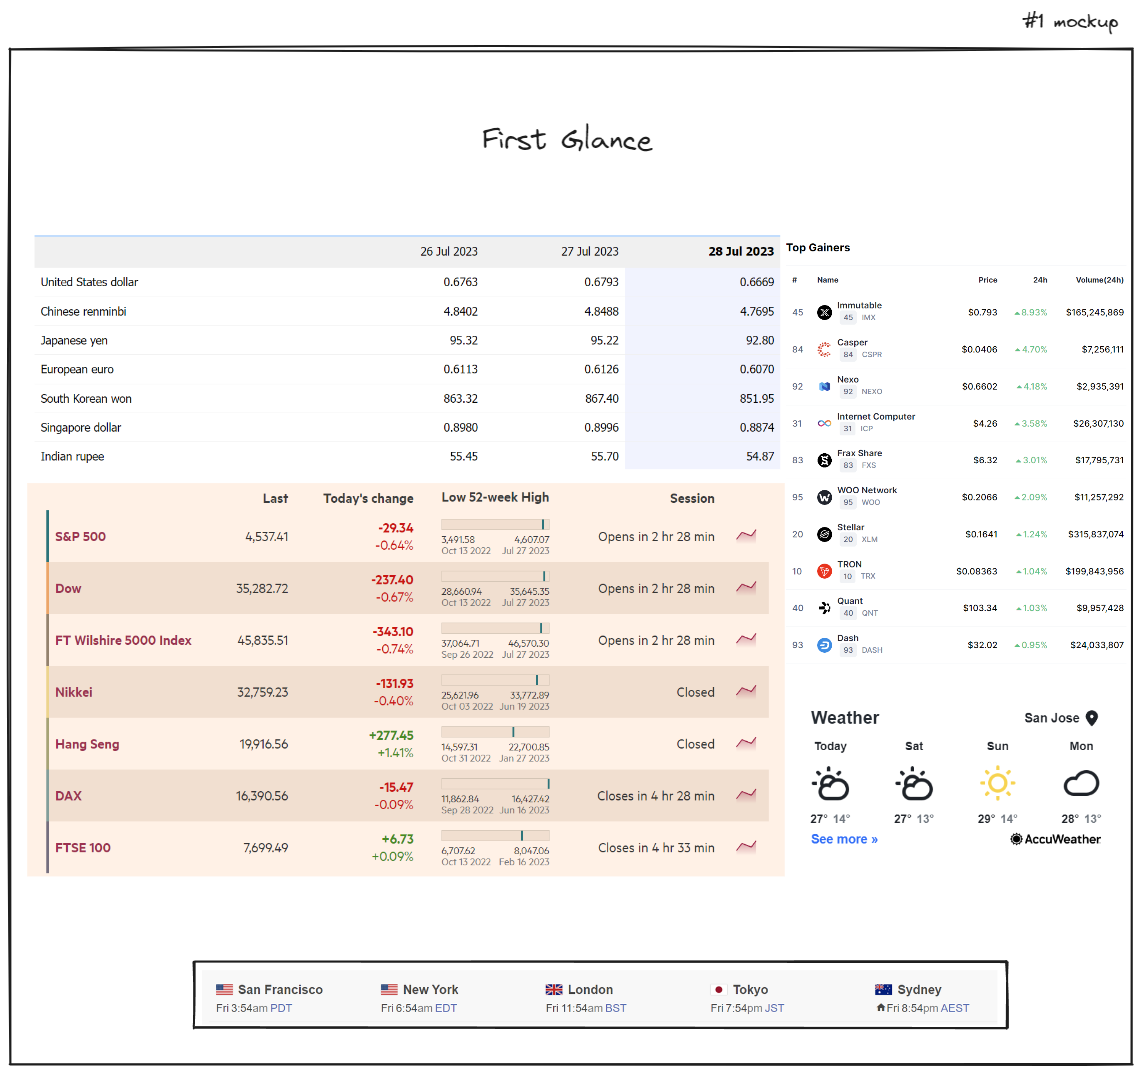 #1 mockup
First Glance
26 Jul 2023 27 Jul 2023 28 Jul 2023
United States dollar 0.6763 0.6793 0.6669
Chinese renminbi 4.8402 4.8488 4.7695
Japanese yen 95.32 95.22 92.80
European euro 0.6113 0.6126 0.6070
South Korean won 863.32 867.40 851.95
Singapore dollar 0.8980 0.8996 0.8874
Indian rupee 55.45 55.70 54.87
Top Gainers
# Name Price 24h Volume(24h)
45 Immutable $0.793 8.93% $165,245,869
45 IMX
84 Casper $0.0406 4.70% $7,256,111
84 CSPR
92 Nexo $0.6602 4.18% $2,935,391
92 NEXO
31 Internet Computer $4.26 3.58% $26,307,130
31 ICP
83 Frax Share $6.32 3.01% $17,795,731
83 FXS
95 WOO Network $0.2066 2.09% $11,257,292
95 WOO
20 Stellar $0.1641 1.24% $315,837,074
20 XLM
10 TRON $0.08363 1.04% $199,843,956
10 TRX
40 Quant $103.34 1.03% $9,957,428
40 QNT
93 Dash $32.02 0.95% $24,033,807
93 DASH
Last Today's change Low 52-week High Session
S&P 500 4,537.41 -29.34 Opens in 2 hr 28 min
-0.64% 3,491.58 4,607.07
Oct 13 2022 Jul 27 2023
Dow 35,282.72 -237.40 Opens in 2 hr 28 min
-0.67% 28,660.94 35,645.35
Oct 13 2022 Jul 27 2023
FT Wilshire 5000 Index 45,835.51 -343.10 Opens in 2 hr 28 min
-0.74% 37,064.71 46,570.30
Sep 26 2022 Jul 27 2023
Nikkei 32,759.23 -131.93 Closed
-0.40% 25,621.96 33,772.89
Oct 03 2022 Jun 19 2023
Hang Seng 19,916.56 +277.45 Closed
+1.41% 14,597.31 22,700.85
Oct 31 2022 Jan 27 2023
DAX 16,390.56 -15.47 Closes in 4 hr 28 min
-0.09% 11,862.84 16,427.42
Sep 28 2022 Jun 16 2023
FTSE 100 7,699.49 +6.73 Closes in 4 hr 33 min
+0.09% 6,707.62 8,047.06
Oct 13 2022 Feb 16 2023
Weather San Jose
Today Sat Sun Mon
27° 14° 27° 13° 29° 14° 28° 13°
See more » AccuWeather
San Francisco New York London Tokyo Sydney
Fri 3:54am PDT Fri 6:54am EDT Fri 11:54am BST Fri 7:54pm JST Fri 8:54pm AEST